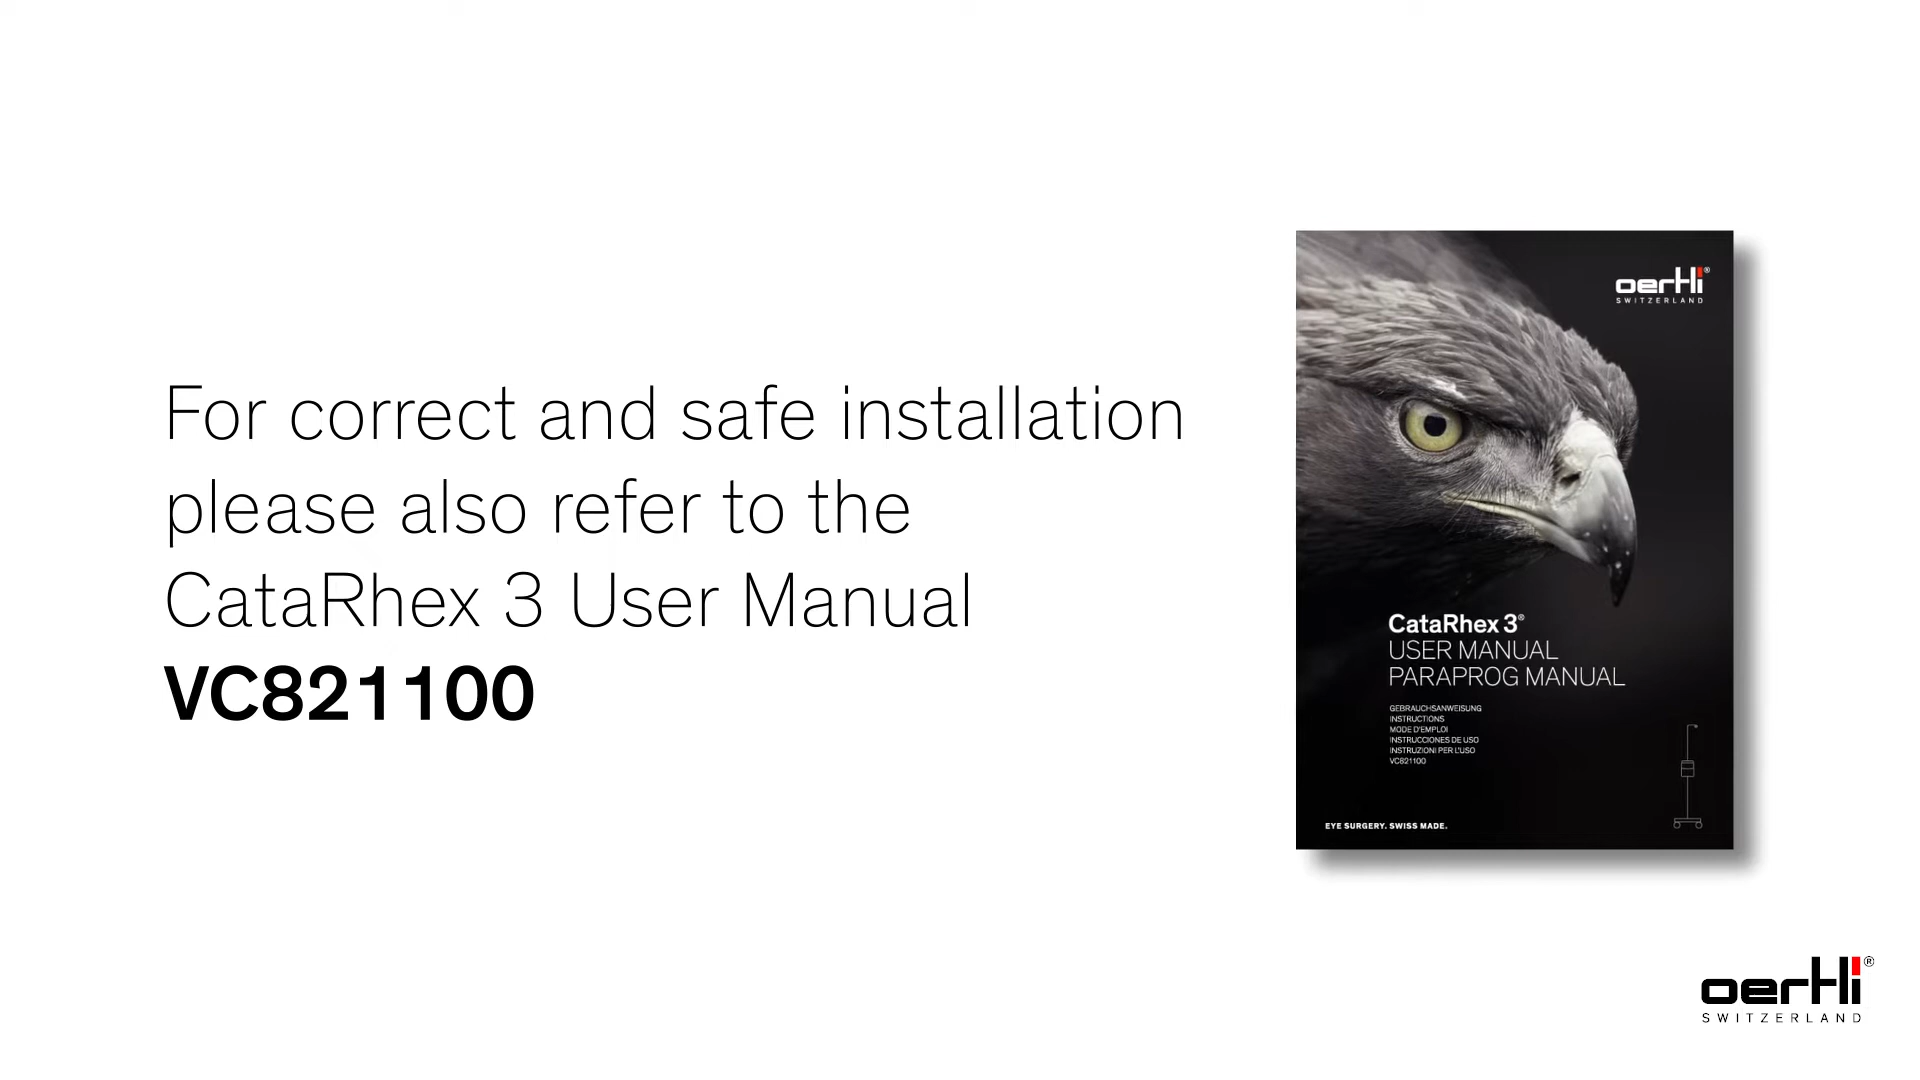 For correct and safe installation
please also refer to the
CataRhex 3 User Manual
VC821100
oertli®
SWITZERLAND
CataRhex 3®
USER MANUAL
PARAPROG MANUAL
GEBRAUCHSANWEISUNG
INSTRUCTIONS
MODE D'EMPLOI
INSTRUCCIONES DE USO
INSTRUZIONI PER L'USO
VC821100
EYE SURGERY. SWISS MADE.
oertli®
SWITZERLAND